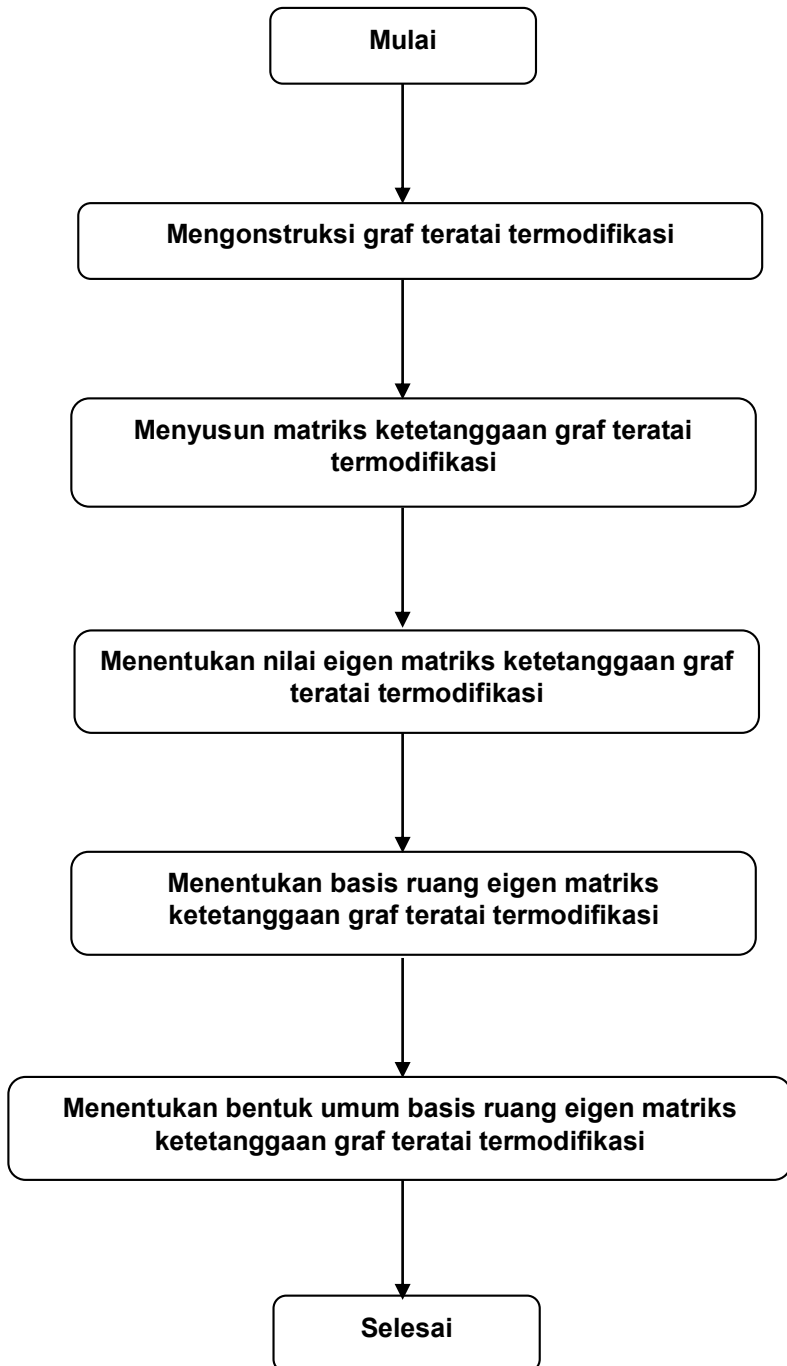 Mulai
Mengonstruksi graf teratai termodifikasi
Menyusun matriks ketetanggaan graf teratai
termodifikasi
Menentukan nilai eigen matriks ketetanggaan graf
teratai termodifikasi
Menentukan basis ruang eigen matriks
ketetanggaan graf teratai termodifikasi
Menentukan bentuk umum basis ruang eigen matriks
ketetanggaan graf teratai termodifikasi
Selesai